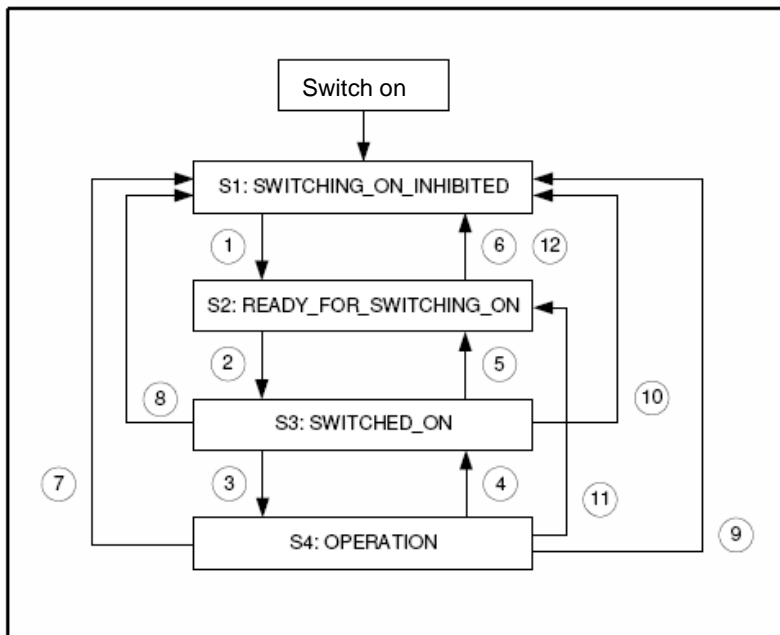 Switch on
S1: SWITCHING_ON_INHIBITED
1
6
12
S2: READY_FOR_SWITCHING_ON
2
5
8
10
S3: SWITCHED_ON
7
3
4
11
9
S4: OPERATION